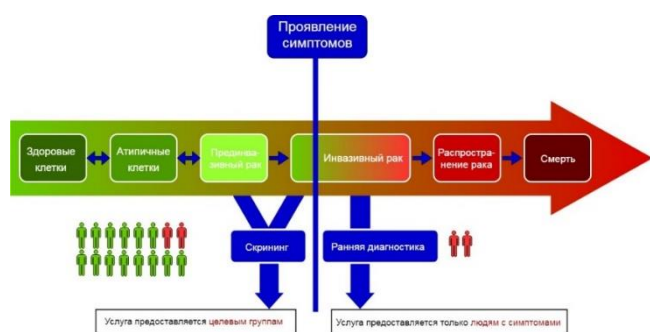 Проявление
симптомов
Здоровые
клетки
Атипичные
клетки
Прединва-
зивный рак
Инвазивный рак
Распростра-
нение рака
Смерть
Скрининг
Ранняя диагностика
Услуга предоставляется целевым группам
Услуга предоставляется только людям с симптомами